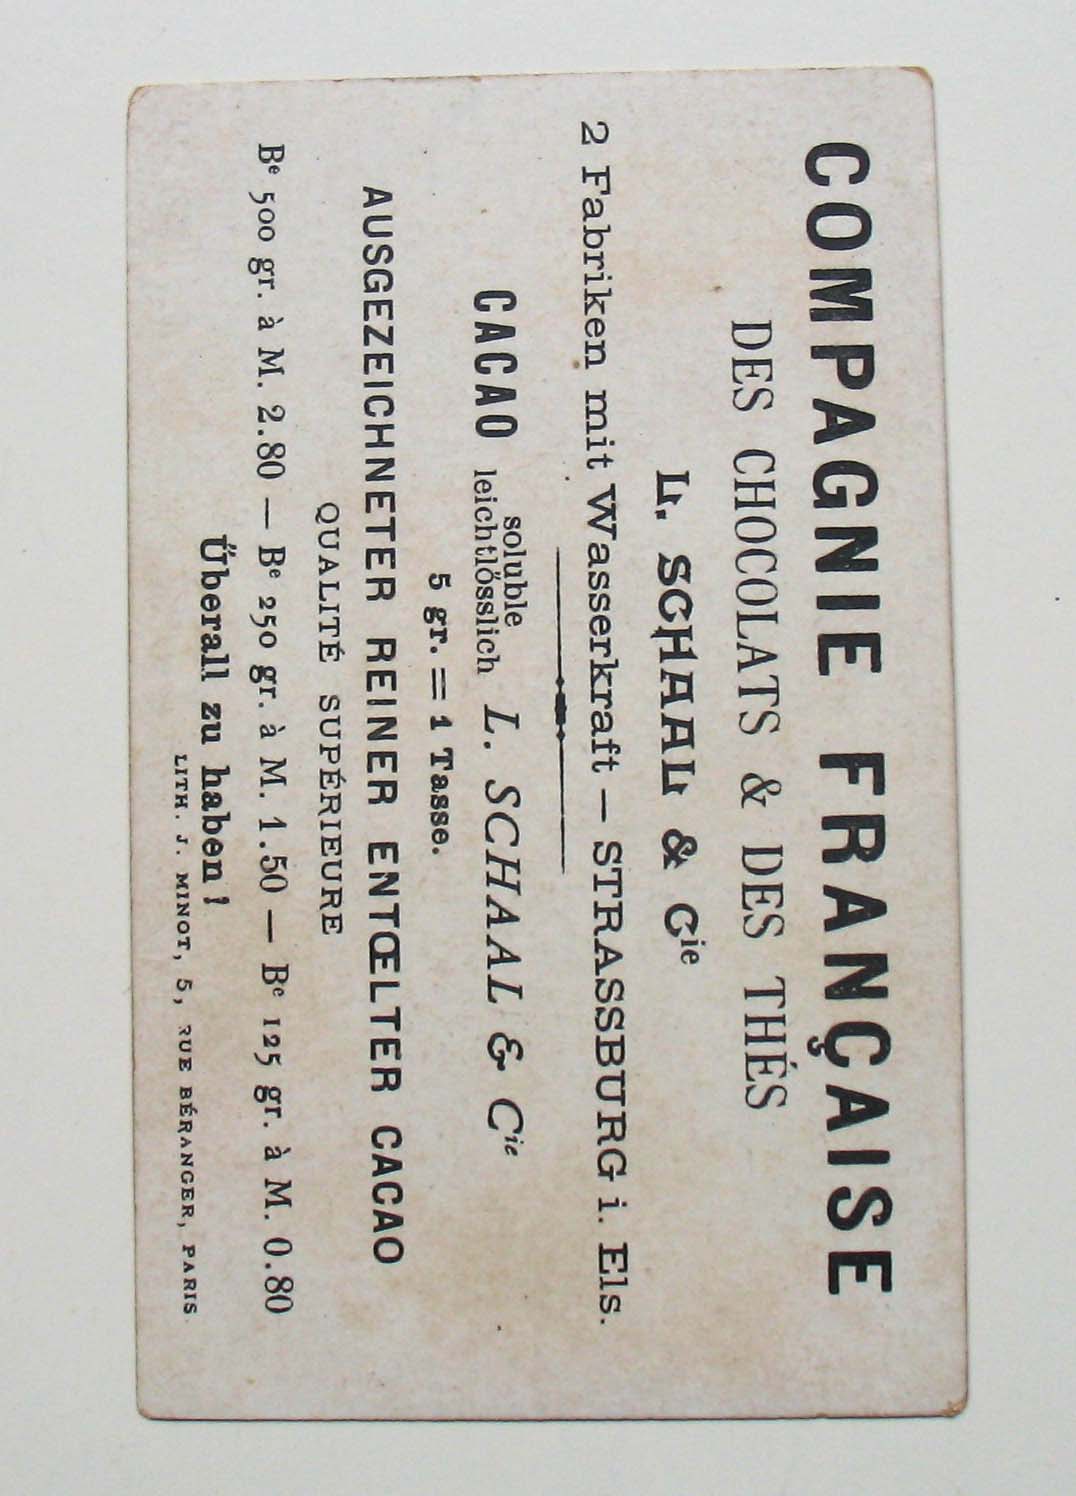 COMPAGNIE FRANÇAISE
DES CHOCOLATS & DES THÉS
L. SCHAAL & Cie
2 Fabriken mit Wasserkraft — STRASSBURG i. Els.
CACAO soluble leichtlösslich L. SCHAAL & Cie
5 gr. = 1 Tasse.
AUSGEZEICHNETER REINER ENTŒLTER CACAO
QUALITÉ SUPÉRIEURE
Be 500 gr. à M. 2.80 — Be 250 gr. à M. 1.50 — Be 125 gr. à M. 0.80
Überall zu haben!
LITH. J. MINOT, 5, RUE BÉRANGER, PARIS